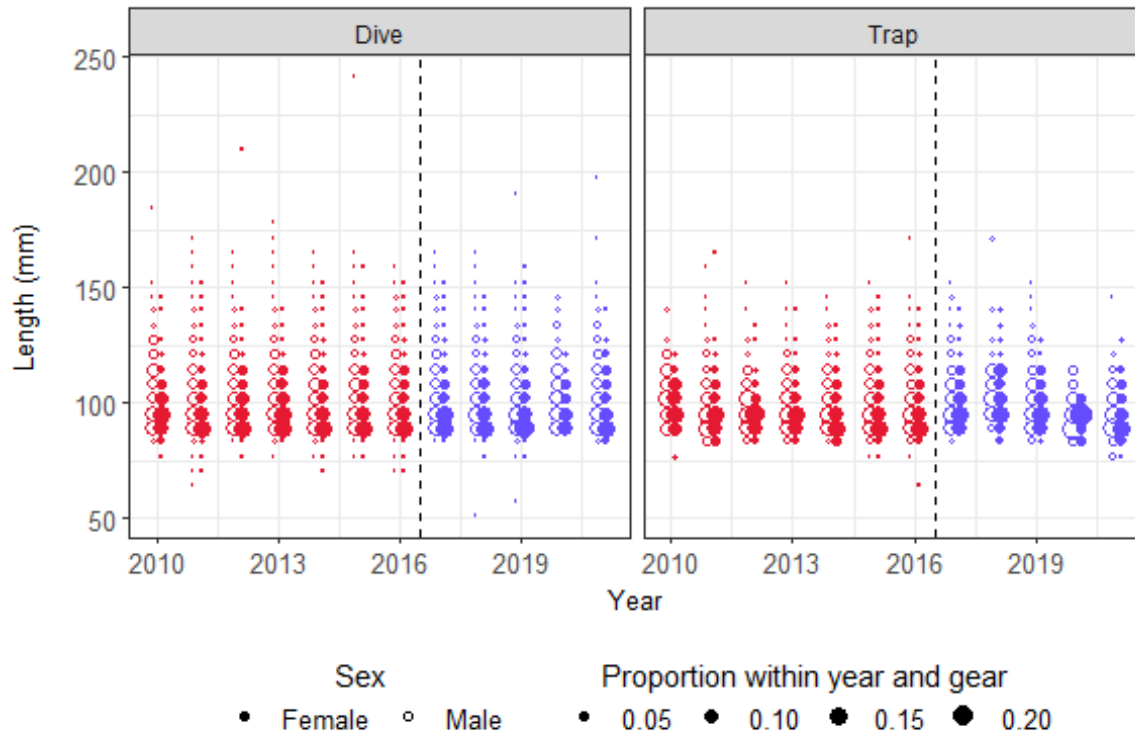 Dive Trap
250
200
150
100
50
Length (mm)
2010 2013 2016 2019 2010 2013 2016 2019
Year
Sex Proportion within year and gear
Female Male 0.05 0.10 0.15 0.20